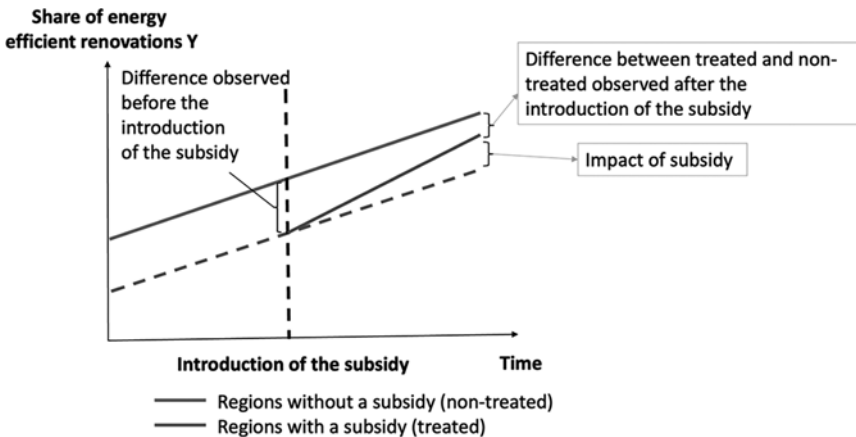 Share of energy
efficient renovations Y
Difference observed
before the
introduction
of the subsidy
Difference between treated and non-
treated observed after the
introduction of the subsidy
Impact of subsidy
Introduction of the subsidy
Time
Regions without a subsidy (non-treated)
Regions with a subsidy (treated)